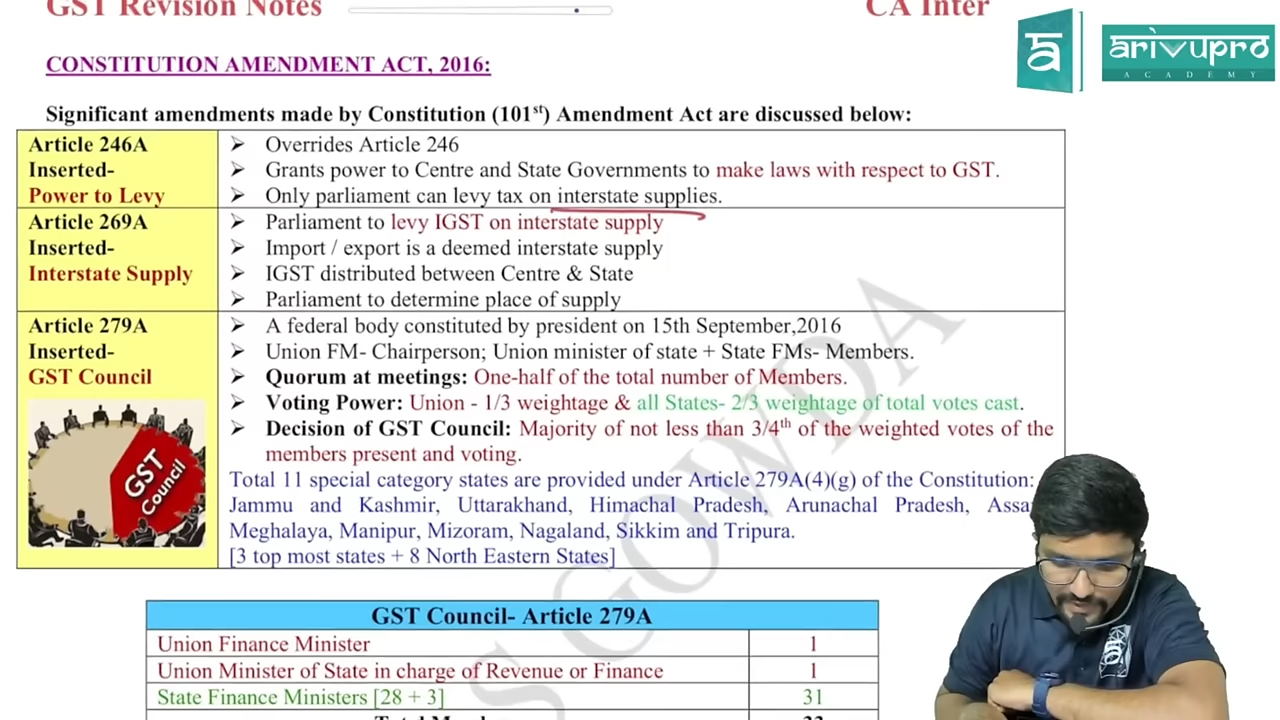 GST Revision Notes
CA Inter
arivupro
ACADEMY
CONSTITUTION AMENDMENT ACT, 2016:
Significant amendments made by Constitution (101st) Amendment Act are discussed below:
Article 246A
Inserted-
Power to Levy
➢ Overrides Article 246
➢ Grants power to Centre and State Governments to make laws with respect to GST.
➢ Only parliament can levy tax on interstate supplies.
Article 269A
Inserted-
Interstate Supply
➢ Parliament to levy IGST on interstate supply
➢ Import / export is a deemed interstate supply
➢ IGST distributed between Centre & State
➢ Parliament to determine place of supply
Article 279A
Inserted-
GST Council
GST
Council
➢ A federal body constituted by president on 15th September,2016
➢ Union FM- Chairperson; Union minister of state + State FMs- Members.
➢ Quorum at meetings: One-half of the total number of Members.
➢ Voting Power: Union - 1/3 weightage & all States- 2/3 weightage of total votes cast.
➢ Decision of GST Council: Majority of not less than 3/4th of the weighted votes of the
members present and voting.
Total 11 special category states are provided under Article 279A(4)(g) of the Constitution:
Jammu and Kashmir, Uttarakhand, Himachal Pradesh, Arunachal Pradesh,
Meghalaya, Manipur, Mizoram, Nagaland, Sikkim and Tripura.
[3 top most states + 8 North Eastern States]
S GOWDA
GST Council- Article 279A
Union Finance Minister 1
Union Minister of State in charge of Revenue or Finance 1
State Finance Ministers [28 + 3] 31